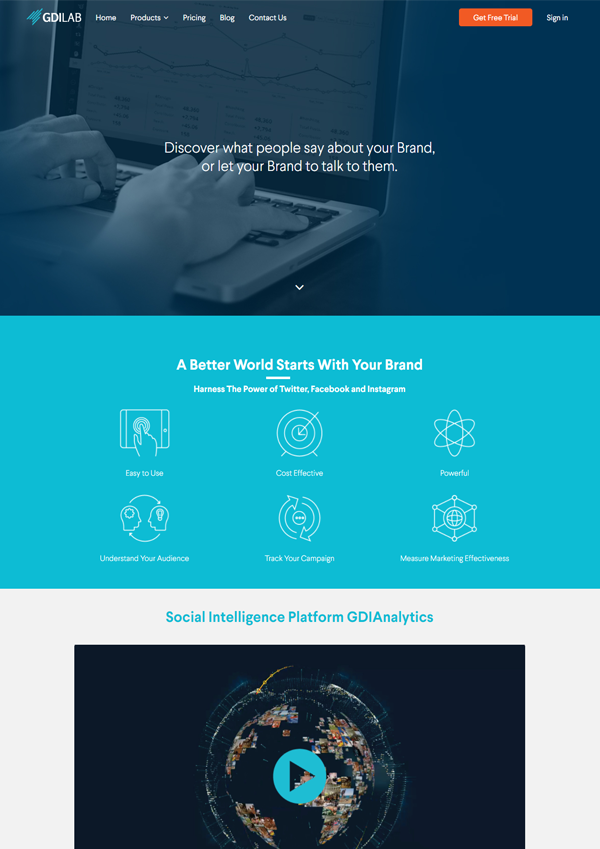 GDILAB Home Products Pricing Blog Contact Us Get Free Trial Sign in
Discover what people say about your Brand,
or let your Brand to talk to them.
A Better World Starts With Your Brand
Harness The Power of Twitter, Facebook and Instagram
Easy to Use Cost Effective Powerful
Understand Your Audience Track Your Campaign Measure Marketing Effectiveness
Social Intelligence Platform GDIAnalytics